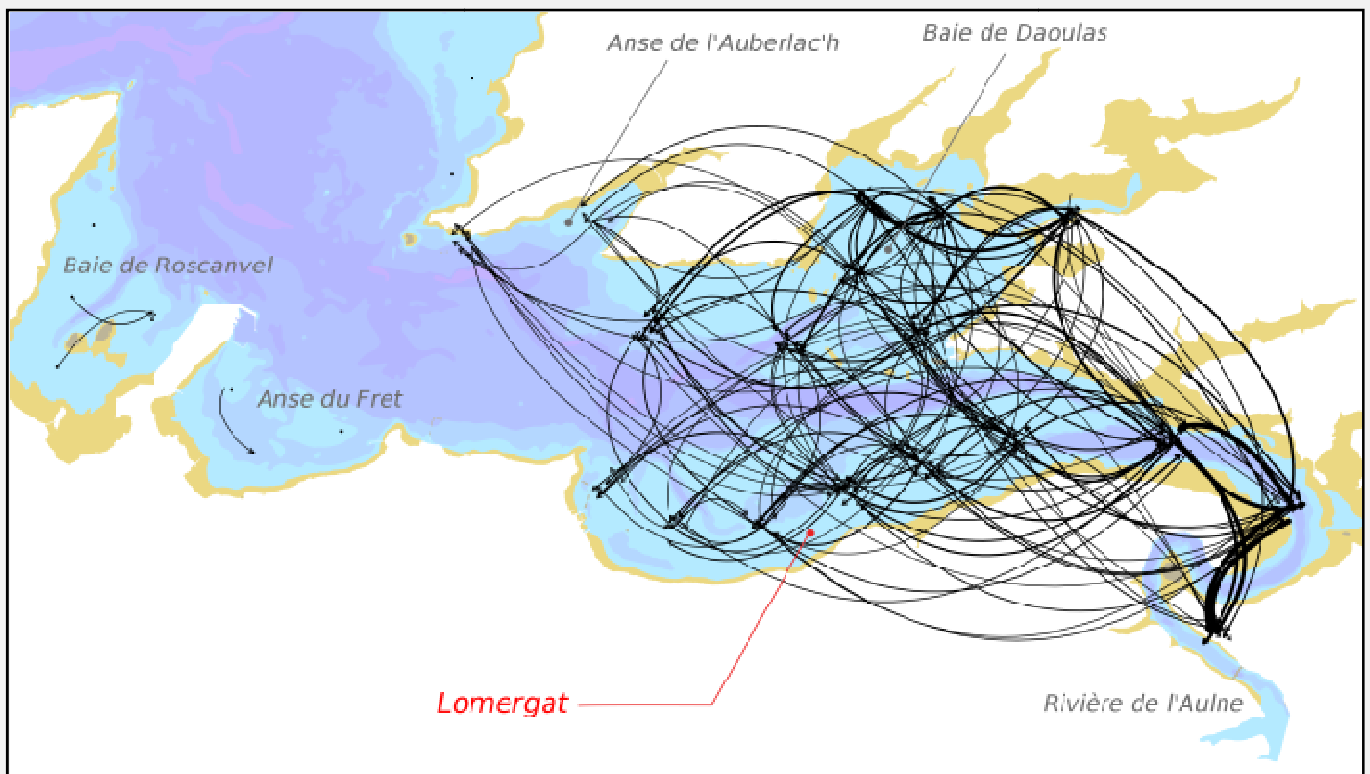 Baie de Daoulas
Anse de l'Auberlac'h
Baie de Roscanvel
Anse du Fret
Lomergat
Rivière de l'Aulne